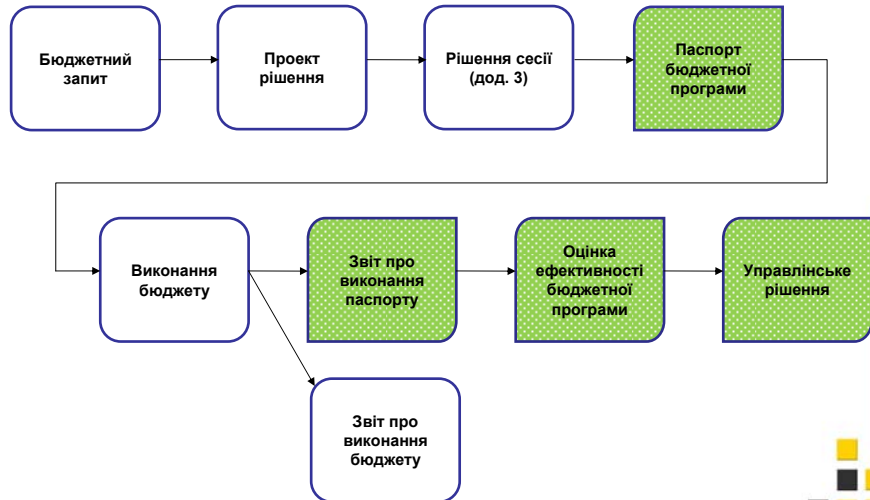 Бюджетний
запит
Проект
рішення
Рішення сесії
(дод. 3)
Паспорт
бюджетної
програми
Виконання
бюджету
Звіт про
виконання
паспорту
Оцінка
ефективності
бюджетної
програми
Управлінське
рішення
Звіт про
виконання
бюджету